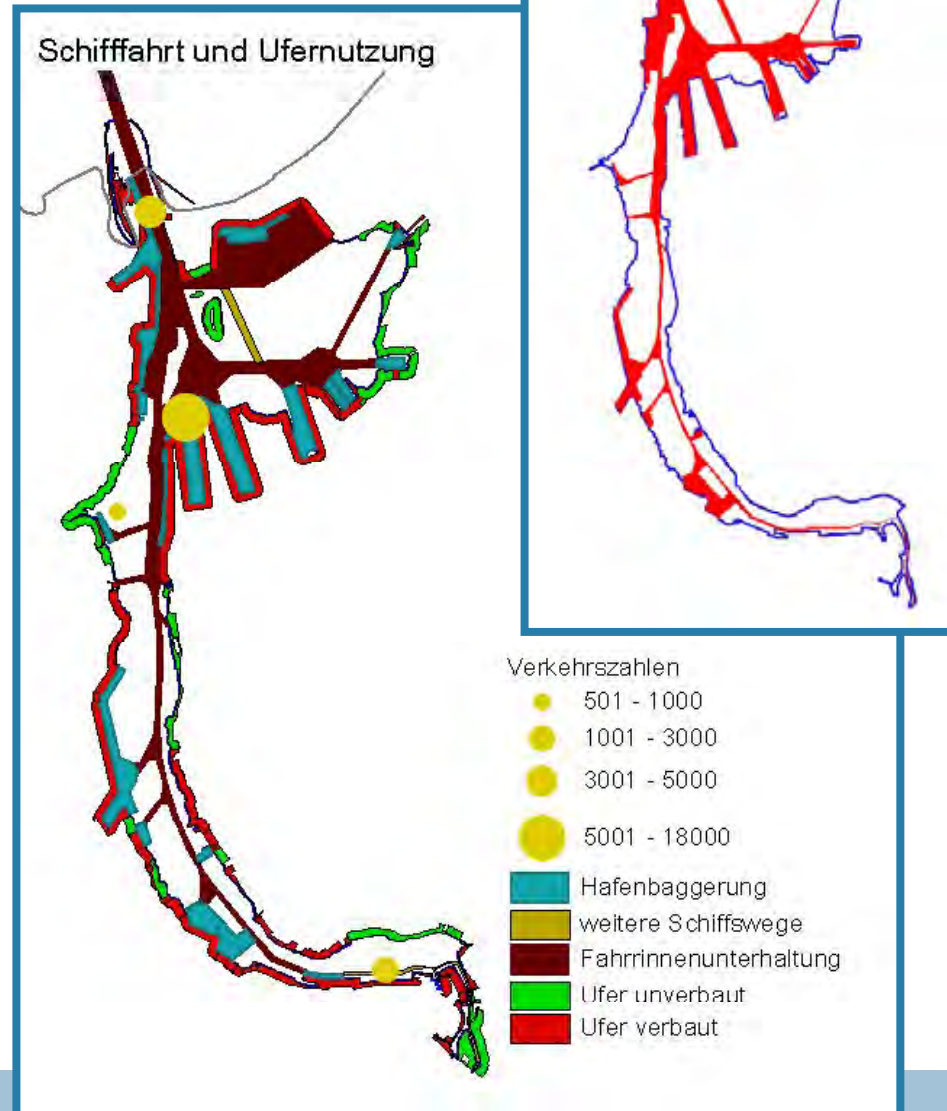 Schifffahrt und Ufernutzung
Verkehrszahlen
501 - 1000
1001 - 3000
3001 - 5000
5001 - 18000
Hafenbaggerung
weitere Schiffswege
Fahrrinnenunterhaltung
Ufer unverbaut
Ufer verbaut